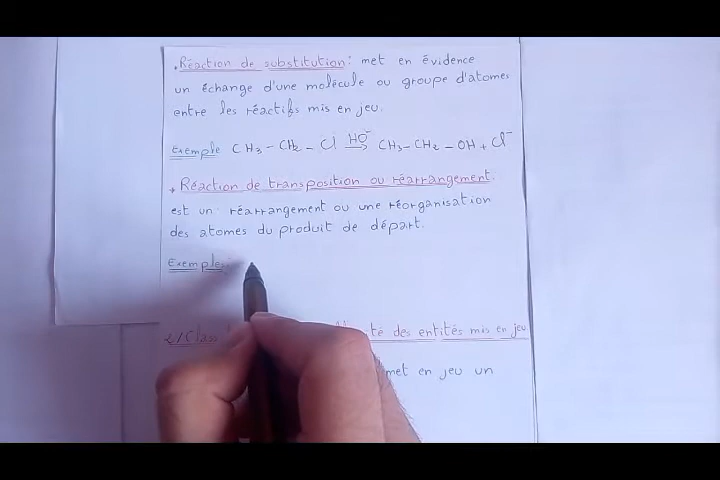 . Réaction de substitution : met en évidence
un échange d'une molécule ou groupe d'atomes
entre les réactifs mis en jeu.
Exemple CH3 - CH2 - Cl HO⁻→ CH3 - CH2 - OH + Cl⁻
+ Réaction de transposition ou réarrangement:
est un réarrangement ou une réorganisation
des atomes du produit de départ.
Exemple:
té des entités mis en jeu
met en jeu un